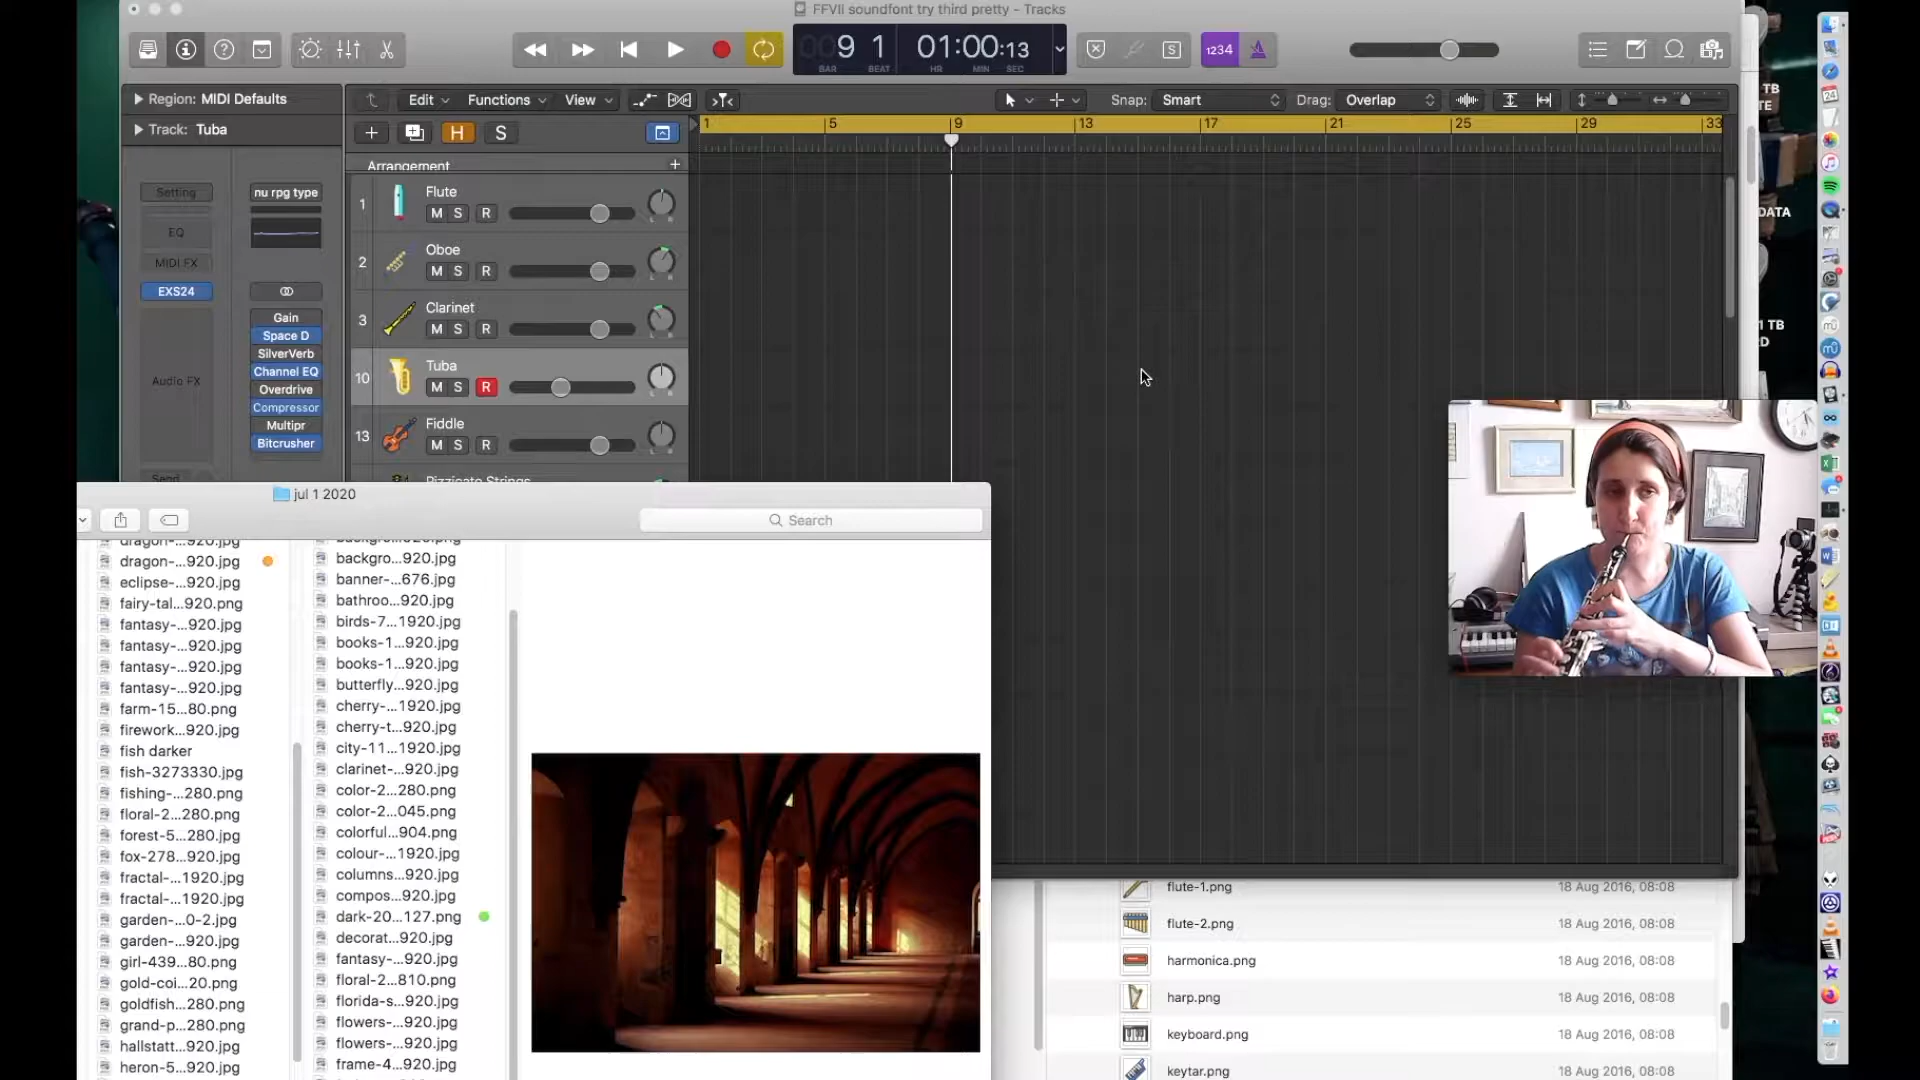 FFVII soundfont try third pretty - Tracks
9 1 01:00:13
BAR BEAT HR MIN SEC
1234
Region: MIDI Defaults
Edit Functions View
Snap: Smart
Drag: Overlap
Track: Tuba
H S
1 5 9 13 17 21 25 29 33
Arrangement
Setting
nu rpg type
EQ
MIDI FX
EXS24
Gain
Space D
SilverVerb
Channel EQ
Overdrive
Compressor
Multipr
Bitcrusher
Audio FX
Send
1 Flute
M S R
2 Oboe
M S R
3 Clarinet
M S R
10 Tuba
M S R
13 Fiddle
M S R
Pizzicato Strings
TB
DATA
1 TB
jul 1 2020
Search
dragon-...920.jpg
dragon-...920.jpg
eclipse-...920.jpg
fairy-tal...920.png
fantasy-...920.jpg
fantasy-...920.jpg
fantasy-...920.jpg
fantasy-...920.jpg
farm-15...80.png
firework...920.jpg
fish darker
fish-3273330.jpg
fishing-...280.png
floral-2...280.png
forest-5...280.jpg
fox-278...920.jpg
fractal-...1920.jpg
fractal-...1920.jpg
garden-...0-2.jpg
garden-...920.jpg
girl-439...80.png
gold-coi...20.png
goldfish...280.png
grand-p...280.png
hallstatt...920.jpg
heron-5...920.jpg
backgro...920.jpg
banner-...676.jpg
bathroo...920.jpg
birds-7...1920.jpg
books-1...920.jpg
books-1...920.jpg
butterfly...920.jpg
cherry-...1920.jpg
cherry-t...920.jpg
city-11...1920.jpg
clarinet-...920.jpg
color-2...280.png
color-2...045.png
colorful...904.png
colour-...1920.jpg
columns...920.jpg
compos...920.jpg
dark-20...127.png
decorat...920.jpg
fantasy-...920.jpg
floral-2...810.png
florida-s...920.jpg
flowers-...920.jpg
flowers-...920.jpg
frame-4...920.jpg
flute-1.png 18 Aug 2016, 08:08
flute-2.png 18 Aug 2016, 08:08
harmonica.png 18 Aug 2016, 08:08
harp.png 18 Aug 2016, 08:08
keyboard.png 18 Aug 2016, 08:08
keytar.png 18 Aug 2016, 08:08